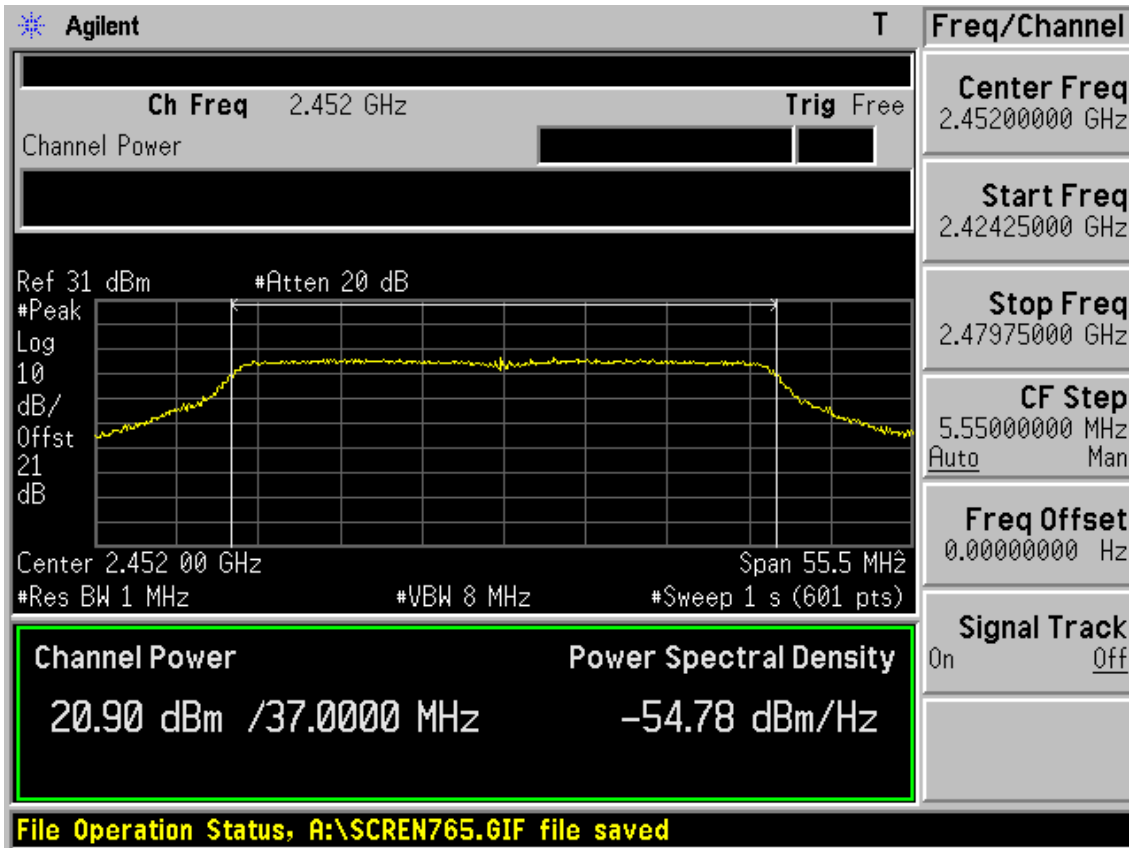 Agilent
T
Ch Freq 2.452 GHz
Trig Free
Channel Power
Ref 31 dBm
#Atten 20 dB
#Peak
Log
10
dB/
Offst
21
dB
Center 2.452 00 GHz
Span 55.5 MHz
#Res BW 1 MHz
#VBW 8 MHz
#Sweep 1 s (601 pts)
Channel Power
Power Spectral Density
20.90 dBm /37.0000 MHz
-54.78 dBm/Hz
File Operation Status, A:\SCREN765.GIF file saved
Freq/Channel
Center Freq
2.45200000 GHz
Start Freq
2.42425000 GHz
Stop Freq
2.47975000 GHz
CF Step
5.55000000 MHz
Auto Man
Freq Offset
0.00000000 Hz
Signal Track
On Off